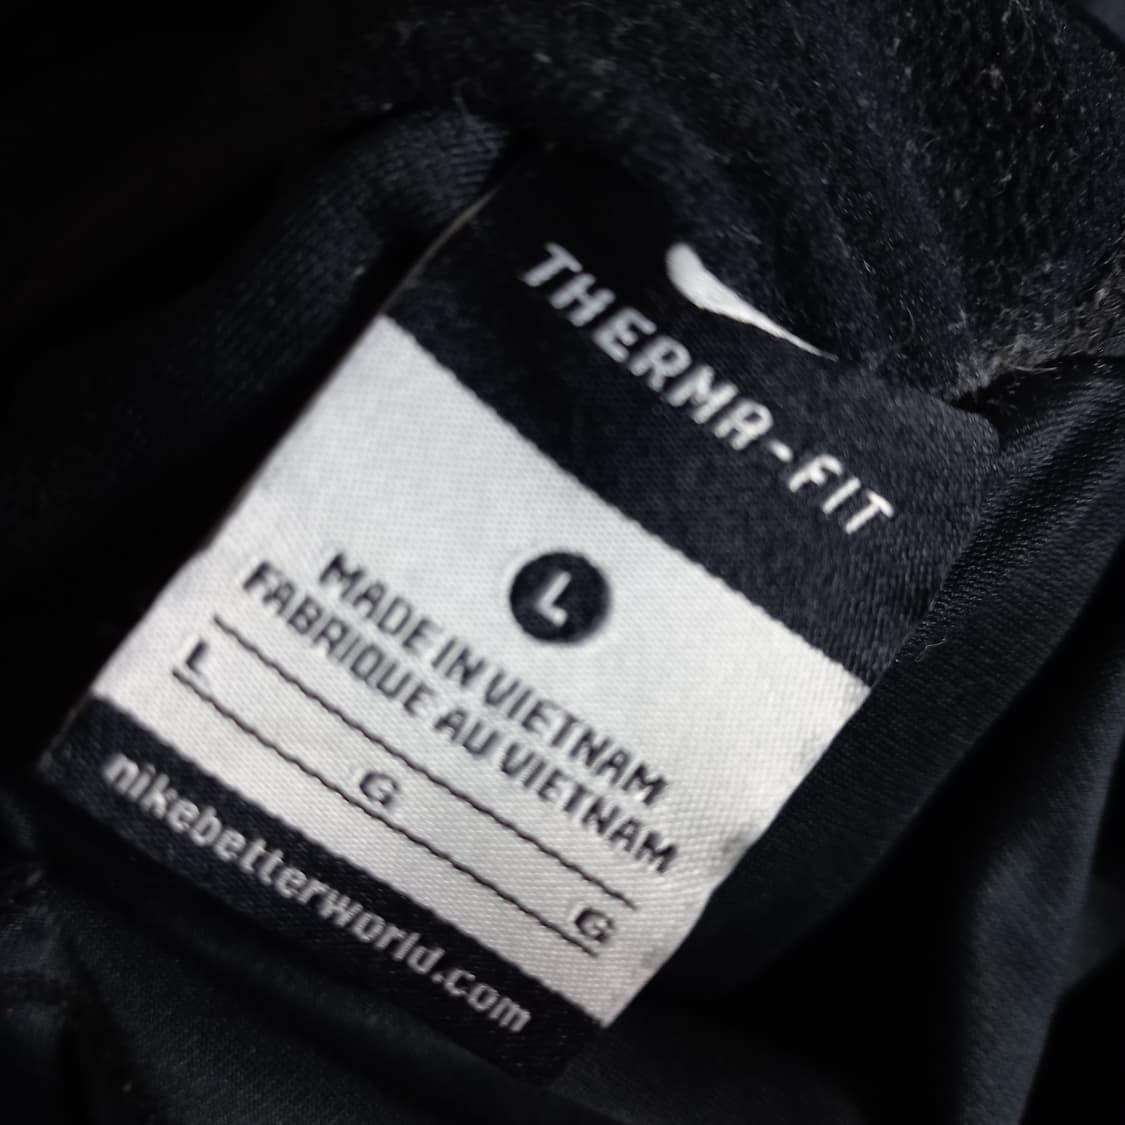 THERMA-FIT
L
MADE IN VIETNAM
FABRIQUE AU VIETNAM
L G G
nikebetterworld.com